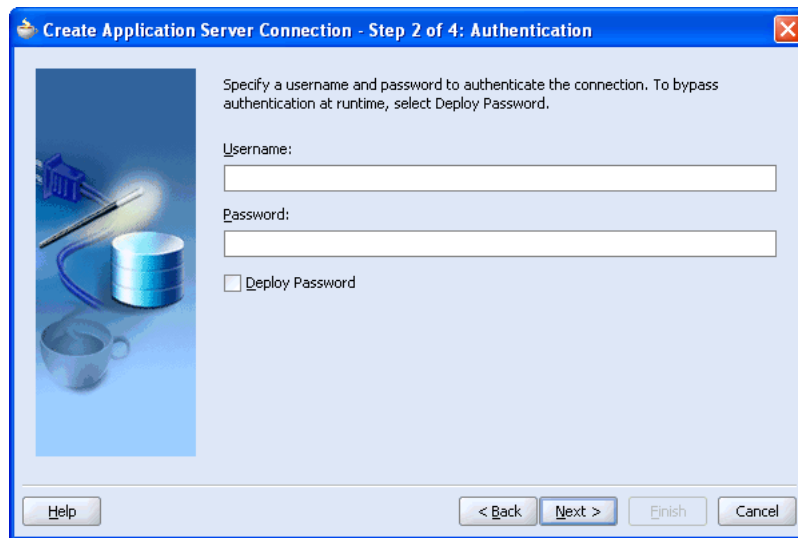 Create Application Server Connection - Step 2 of 4: Authentication
Specify a username and password to authenticate the connection. To bypass
authentication at runtime, select Deploy Password.
Username:
Password:
Deploy Password
Help
< Back
Next >
Finish
Cancel